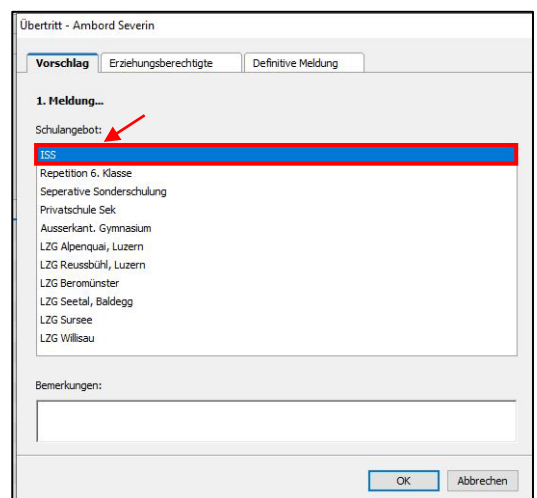 Übertritt - Ambord Severin
Vorschlag Erziehungsberechtigte Definitive Meldung
1. Meldung...
Schulangebot:
ISS
Repetition 6. Klasse
Seperative Sonderschulung
Privatschule Sek
Ausserkant. Gymnasium
LZG Alpenquai, Luzern
LZG Reussbühl, Luzern
LZG Beromünster
LZG Seetal, Baldegg
LZG Sursee
LZG Willisau
Bemerkungen:
OK Abbrechen